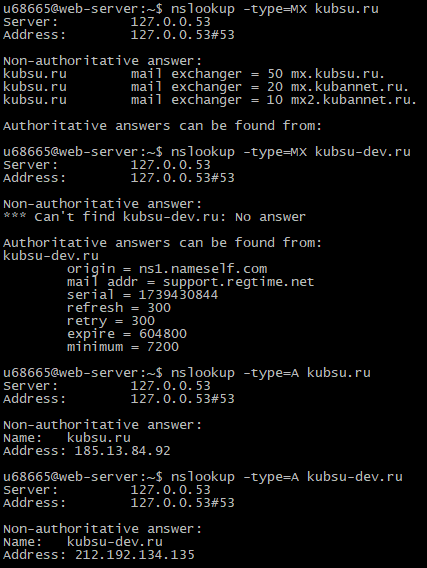 u68665@web-server:~$ nslookup -type=MX kubsu.ru
Server:         127.0.0.53
Address:        127.0.0.53#53

Non-authoritative answer:
kubsu.ru        mail exchanger = 50 mx.kubsu.ru.
kubsu.ru        mail exchanger = 20 mx.kubannet.ru.
kubsu.ru        mail exchanger = 10 mx2.kubannet.ru.

Authoritative answers can be found from:

u68665@web-server:~$ nslookup -type=MX kubsu-dev.ru
Server:         127.0.0.53
Address:        127.0.0.53#53

Non-authoritative answer:
*** Can't find kubsu-dev.ru: No answer

Authoritative answers can be found from:
kubsu-dev.ru
        origin = ns1.nameself.com
        mail addr = support.regtime.net
        serial = 1739430844
        refresh = 300
        retry = 300
        expire = 604800
        minimum = 7200

u68665@web-server:~$ nslookup -type=A kubsu.ru
Server:         127.0.0.53
Address:        127.0.0.53#53

Non-authoritative answer:
Name:   kubsu.ru
Address: 185.13.84.92

u68665@web-server:~$ nslookup -type=A kubsu-dev.ru
Server:         127.0.0.53
Address:        127.0.0.53#53

Non-authoritative answer:
Name:   kubsu-dev.ru
Address: 212.192.134.135